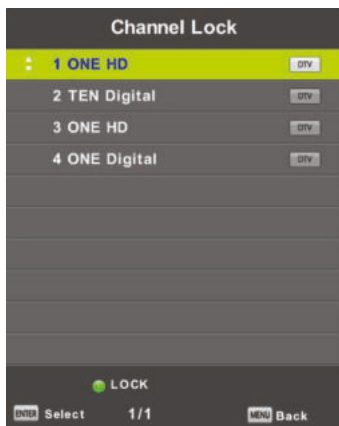 Channel Lock
1 ONE HD DTV
2 TEN Digital DTV
3 ONE HD DTV
4 ONE Digital DTV
LOCK
ENTER Select 1/1 MENU Back